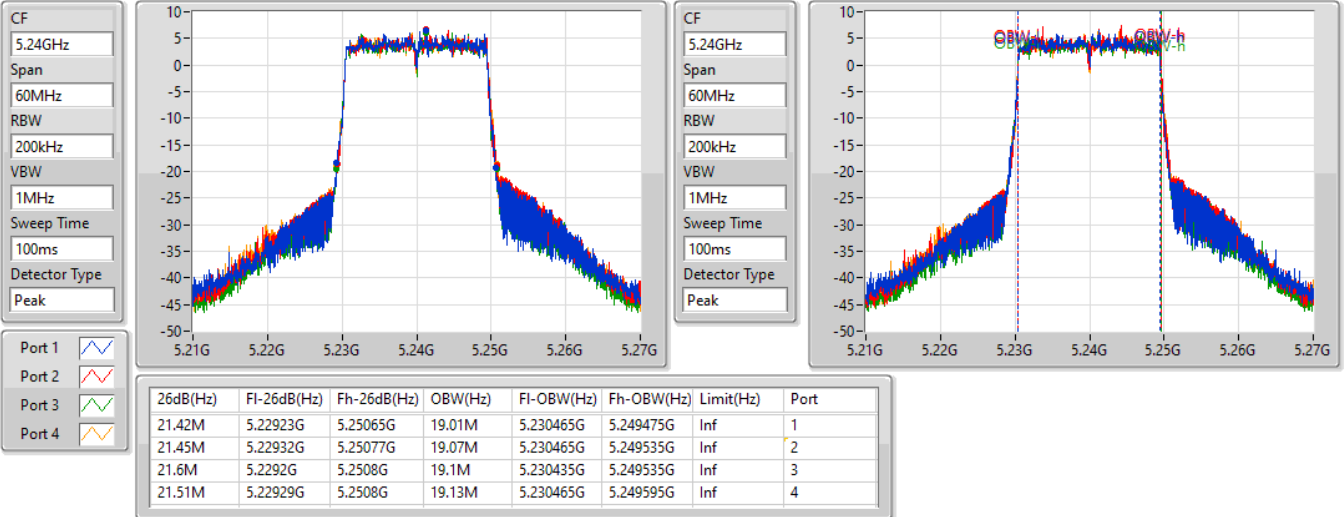 CF
5.24GHz
Span
60MHz
RBW
200kHz
VBW
1MHz
Sweep Time
100ms
Detector Type
Peak
10
5
0
-5
-10
-15
-20
-25
-30
-35
-40
-45
-50
5.21G 5.22G 5.23G 5.24G 5.25G 5.26G 5.27G
CF
5.24GHz
Span
60MHz
RBW
200kHz
VBW
1MHz
Sweep Time
100ms
Detector Type
Peak
10
5
0
-5
-10
-15
-20
-25
-30
-35
-40
-45
-50
OBW-l OBW-h
5.21G 5.22G 5.23G 5.24G 5.25G 5.26G 5.27G
Port 1
Port 2
Port 3
Port 4
26dB(Hz) Fl-26dB(Hz) Fh-26dB(Hz) OBW(Hz) Fl-OBW(Hz) Fh-OBW(Hz) Limit(Hz) Port
21.42M 5.22923G 5.25065G 19.01M 5.230465G 5.249475G Inf 1
21.45M 5.22932G 5.25077G 19.07M 5.230465G 5.249535G Inf 2
21.6M 5.2292G 5.2508G 19.1M 5.230435G 5.249535G Inf 3
21.51M 5.22929G 5.2508G 19.13M 5.230465G 5.249595G Inf 4